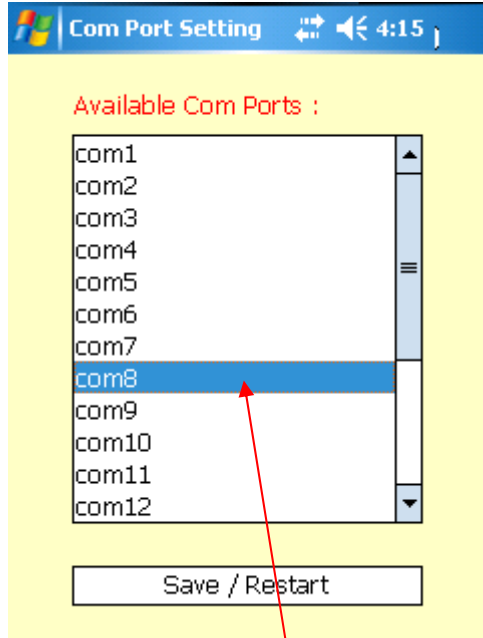 Com Port Setting 4:15
Available Com Ports :
com1
com2
com3
com4
com5
com6
com7
com8
com9
com10
com11
com12
Save / Restart